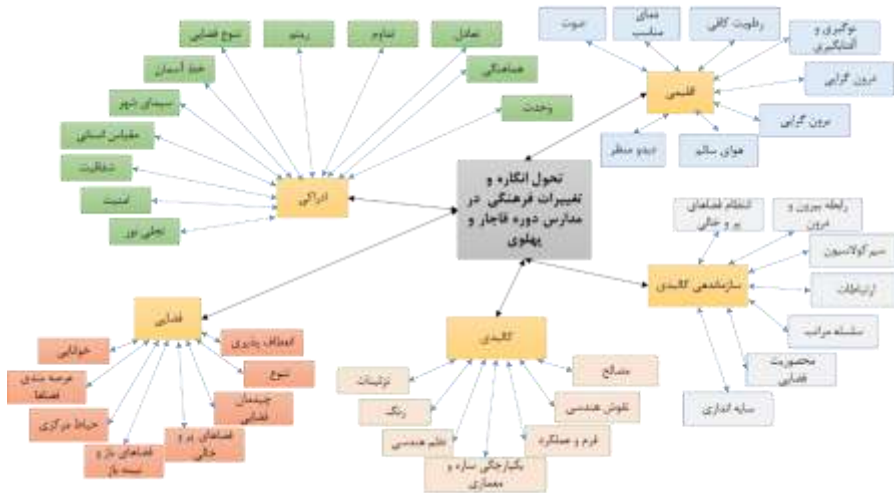 تنوع فضایی
ریتم
تداوم
تعادل
هماهنگی
وحدت
خط آسمان
سیمای شهر
مقیاس انسانی
شفافیت
امنیت
تجلی نور
ادراکی
صوت
نمای
مناسب
رطوبت کافی
نورگیری و
آفتابگیری
درون گرایی
برون گرایی
هوای سالم
دیدو منظر
اقلیمی
تحول انگاره و
تغییرات فرهنگی در
مدارس دوره قاجار و
پهلوی
انتظام فضاهای
پر و خالی
رابطه بیرون و
درون
سیرکولاسیون
ارتباطات
سلسله مراتب
محصوریت
فضایی
سایه اندازی
سازماندهی کالبدی
کالبدی
تزئینات
رنگ
نظم هندسی
یکپارچگی سازه و
معماری
فرم و عملکرد
نقوش هندسی
مصالح
فضایی
خوانایی
عرصه بندی
فضاها
حیاط مرکزی
فضاهای باز و
نیمه باز
فضاهای پر و
خالی
چیدمان
فضایی
تنوع
انعطاف پذیری